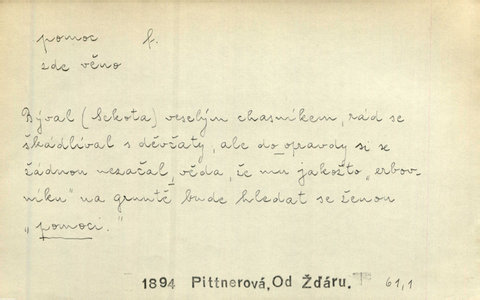 pomoc f.
zde věno
Býval (Sekota) veselým chasníkem, rád se
škádlíval s děvčaty, ale do opravdy si se
žádnou nezačal, věda, že mu jakožto „erbov-
níku" na gruntě bude hledat se ženou
„pomoci."
1894 Pittnerová, Od Žďáru. 61,1